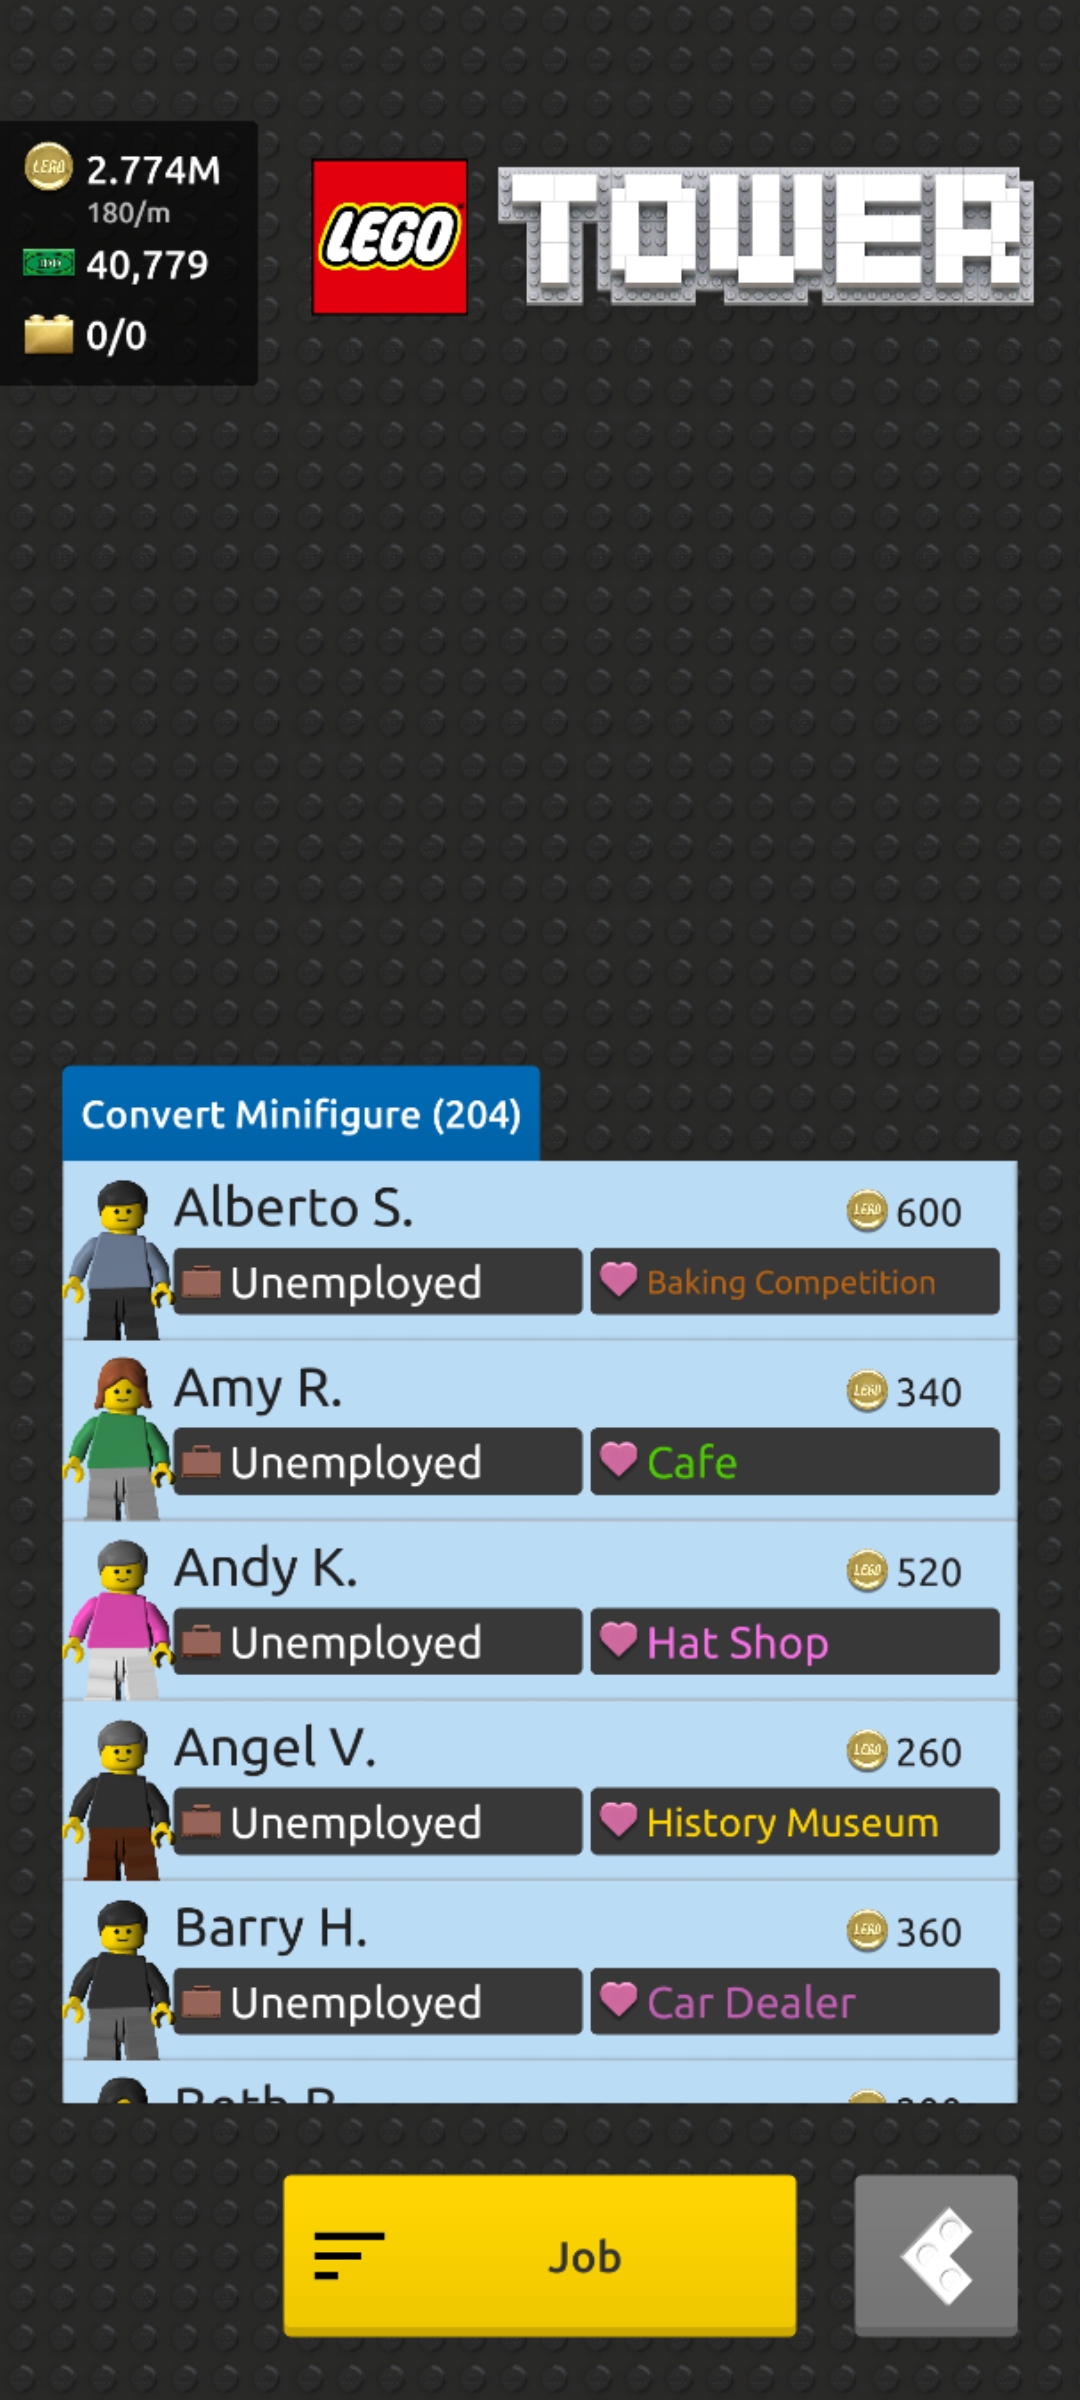 2.774M
180/m
40,779
0/0
LEGO TOWER
Convert Minifigure (204)
Alberto S. 600
Unemployed Baking Competition
Amy R. 340
Unemployed Cafe
Andy K. 520
Unemployed Hat Shop
Angel V. 260
Unemployed History Museum
Barry H. 360
Unemployed Car Dealer
Job